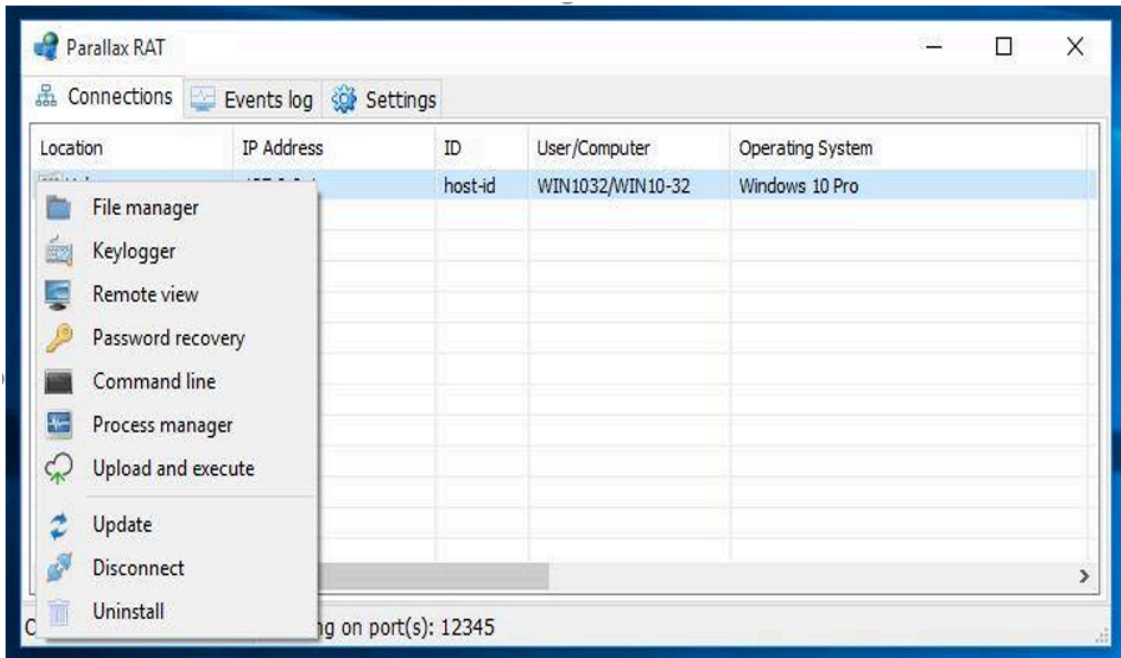 Parallax RAT
Connections Events log Settings
Location IP Address ID User/Computer Operating System
host-id WIN1032/WIN10-32 Windows 10 Pro
File manager
Keylogger
Remote view
Password recovery
Command line
Process manager
Upload and execute
Update
Disconnect
Uninstall
on port(s): 12345